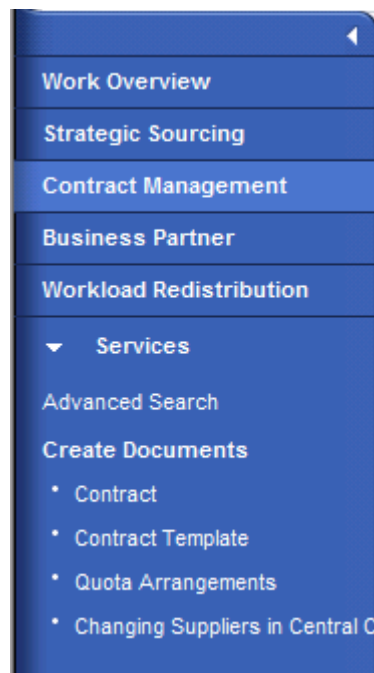 Work Overview
Strategic Sourcing
Contract Management
Business Partner
Workload Redistribution
Services
Advanced Search
Create Documents
• Contract
• Contract Template
• Quota Arrangements
• Changing Suppliers in Central